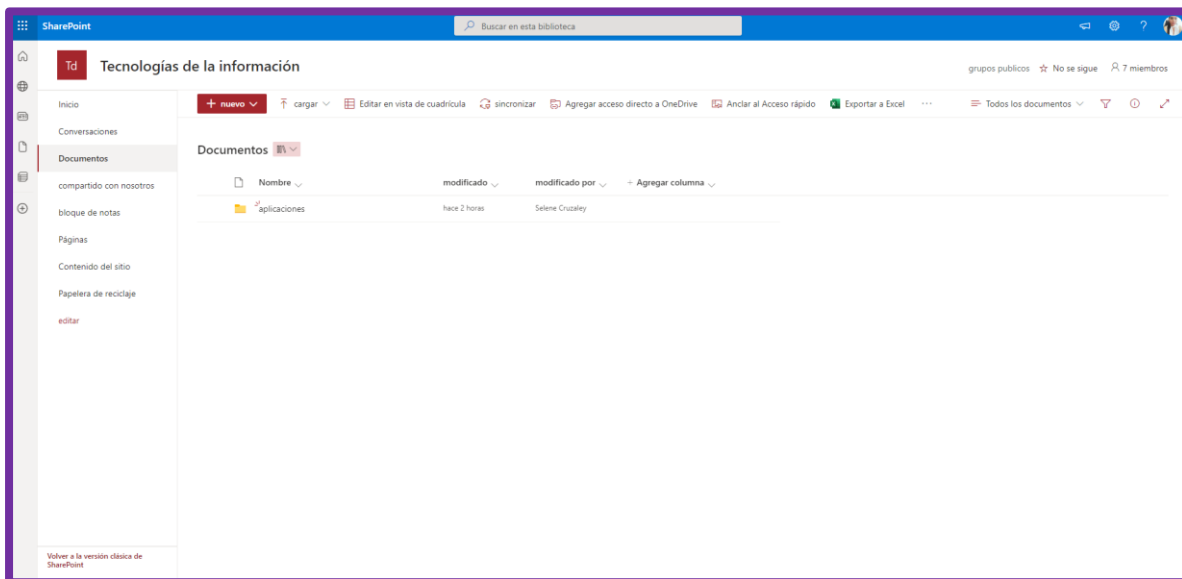 SharePoint
Buscar en esta biblioteca
?
Td
Tecnologías de la información
grupos publicos
No se sigue
7 miembros
Inicio
Conversaciones
Documentos
compartido con nosotros
bloque de notas
Páginas
Contenido del sitio
Papelera de reciclaje
editar
+ nuevo
cargar
Editar en vista de cuadrícula
sincronizar
Agregar acceso directo a OneDrive
Anclar al Acceso rápido
Exportar a Excel
...
Todos los documentos
Documentos
Nombre
modificado
modificado por
+ Agregar columna
aplicaciones
hace 2 horas
Selene Cruzaley
Volver a la versión clásica de
SharePoint